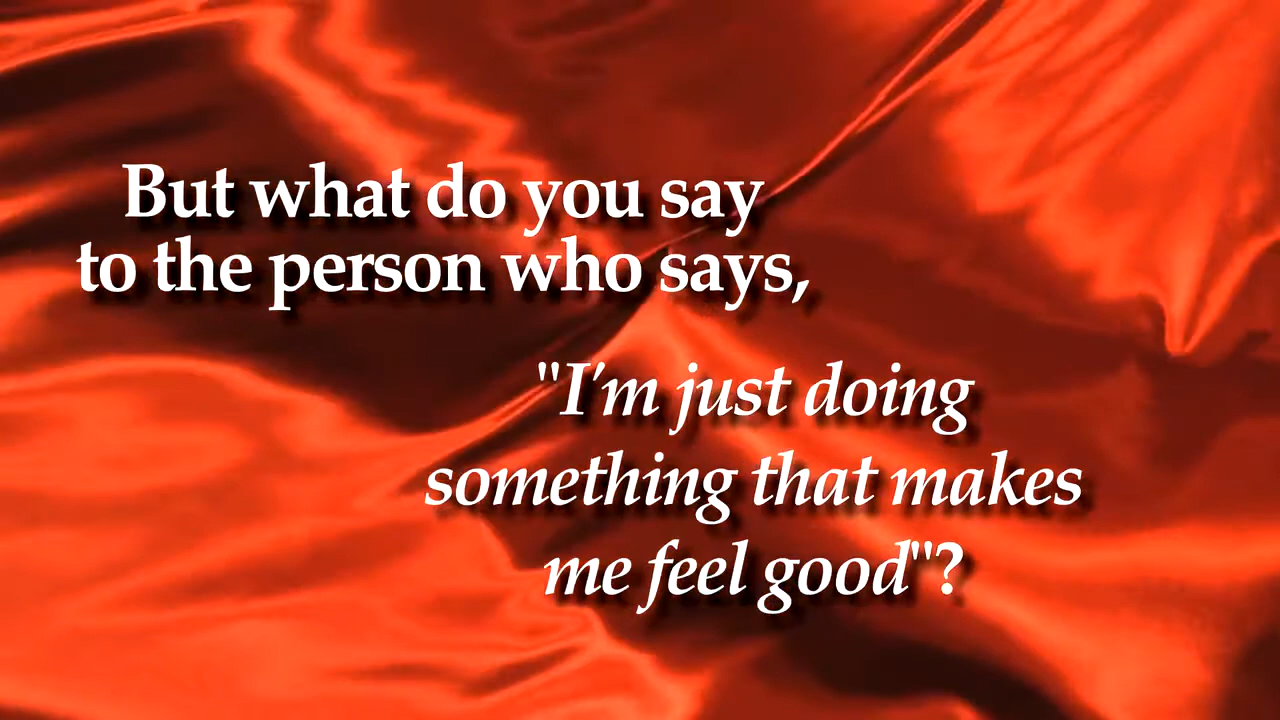 But what do you say
to the person who says,
"I'm just doing
something that makes
me feel good"?